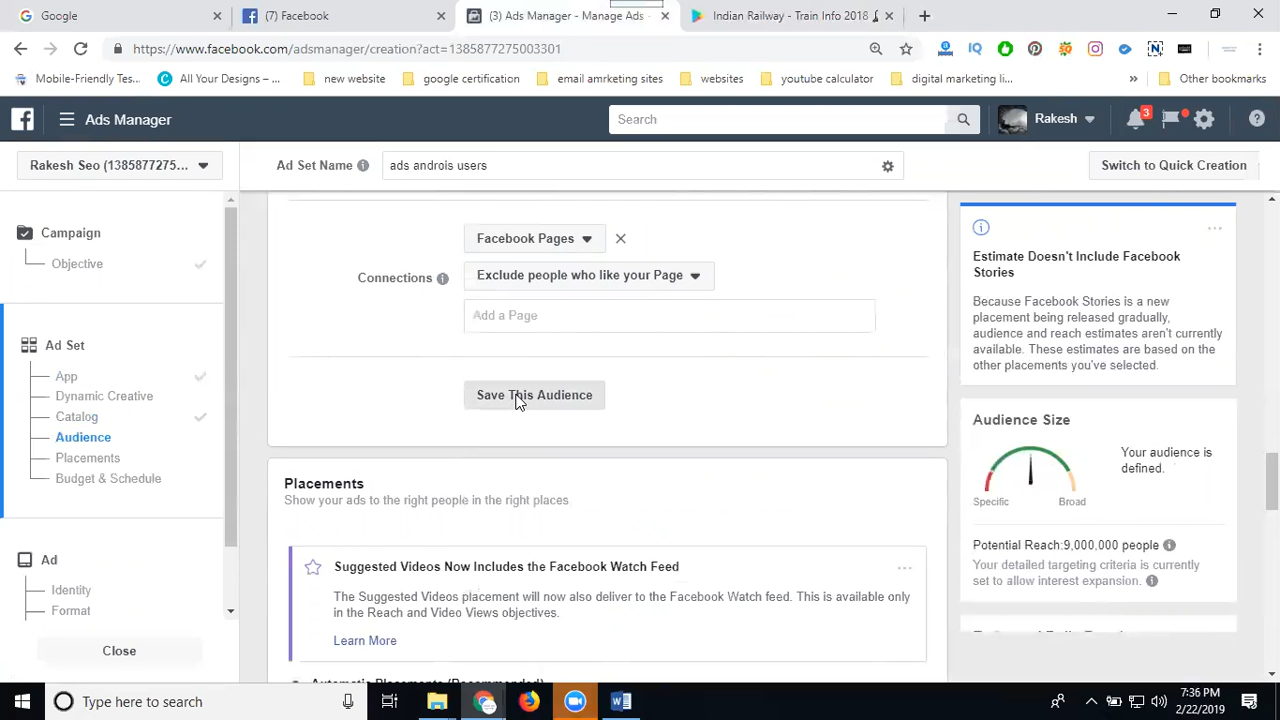 Google
(7) Facebook
(3) Ads Manager - Manage Ads -
Indian Railway - Train Info 2018
https://www.facebook.com/adsmanager/creation?act=1385877275003301
Mobile-Friendly Tes...
All Your Designs – ...
new website
google certification
email amrketing sites
websites
youtube calculator
digital marketing li...
»
Other bookmarks
Ads Manager
Search
Rakesh
3
Rakesh Seo (1385877275...
Ad Set Name
ads androis users
Switch to Quick Creation
Campaign
Objective
Ad Set
App
Dynamic Creative
Catalog
Audience
Placements
Budget & Schedule
Ad
Identity
Format
Close
Facebook Pages
Connections
Exclude people who like your Page
Add a Page
Save This Audience
Placements
Show your ads to the right people in the right places
Suggested Videos Now Includes the Facebook Watch Feed
The Suggested Videos placement will now also deliver to the Facebook Watch feed. This is available only
in the Reach and Video Views objectives.
Learn More
Automatic Placements (Recommended)
Estimate Doesn't Include Facebook
Stories
Because Facebook Stories is a new
placement being released gradually,
audience and reach estimates aren't currently
available. These estimates are based on the
other placements you've selected.
Audience Size
Your audience is
defined.
Specific
Broad
Potential Reach:9,000,000 people
Your detailed targeting criteria is currently
set to allow interest expansion.
Type here to search
7:36 PM
2/22/2019